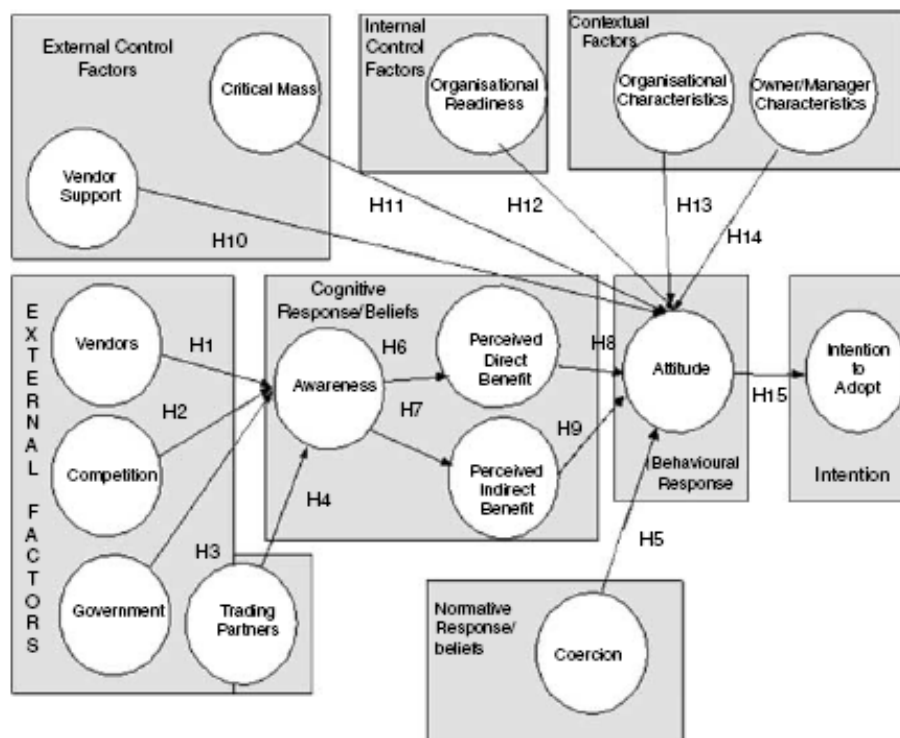 External Control
Factors
Critical Mass
Vendor
Support
Internal
Control
Factors
Organisational
Readiness
Contextual
Factors
Organisational
Characteristics
Owner/Manager
Characteristics
H10
H11
H12
H13
H14
EXTERNAL FACTORS
Vendors
Competition
Government
Trading
Partners
H1
H2
H3
H4
Cognitive
Response/Beliefs
Awareness
H6
H7
Perceived
Direct
Benefit
Perceived
Indirect
Benefit
H8
H9
Attitude
Behavioural
Response
H15
Intention
to
Adopt
Intention
H5
Normative
Response/
beliefs
Coercion